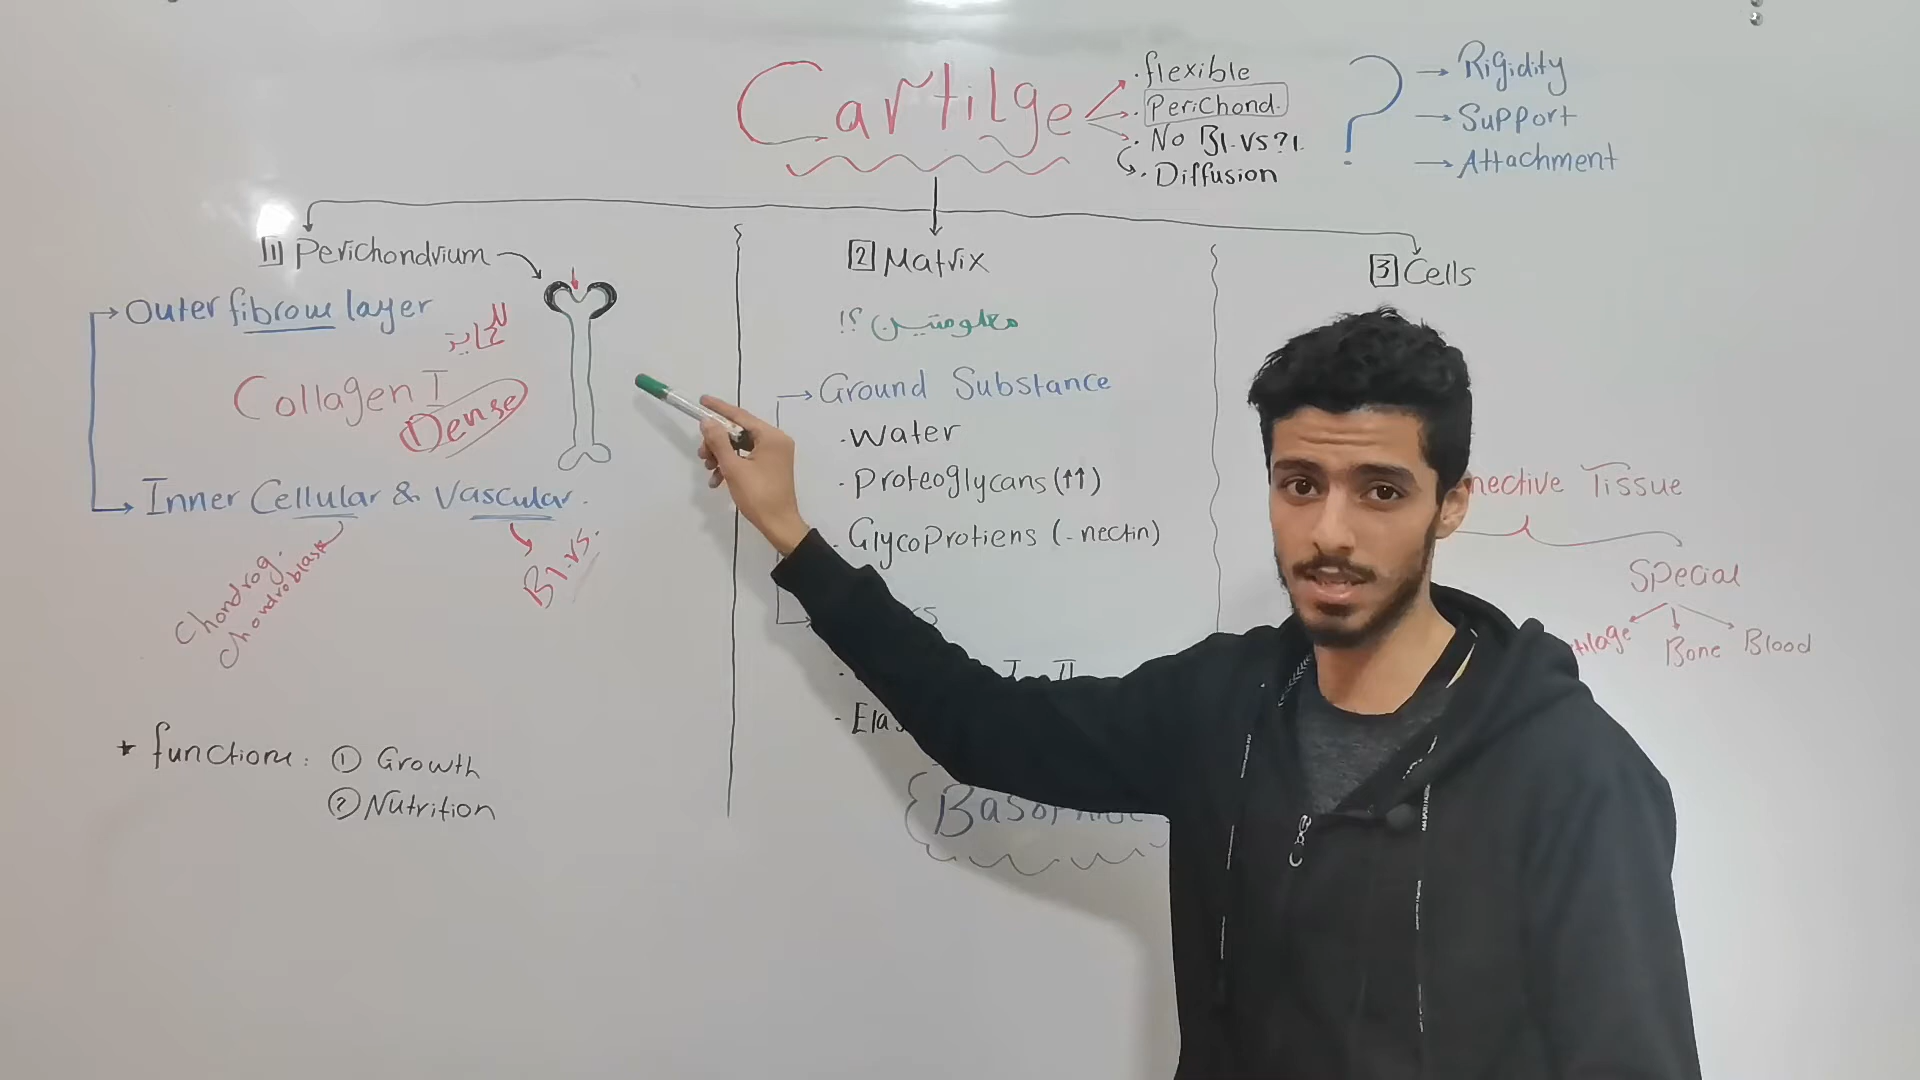 Cartilge
. flexible
. PeriChond.
. No Bl.vs?!.
. Diffusion
?
→ Rigidity
→ Support
→ Attachment
1 Perichondrium
Outer fibrous layer
Collagen I
Dense
Inner Cellular & Vascular.
Chondrog.
Chondroblast
Bl.vs.
* functions: ① Growth
② Nutrition
2 Matrix
معلومتين ؟!
Ground Substance
. Water
. Proteoglycans (↑↑)
. Glycoprotiens (- nectin)
I II
3 Cells
Tissue
Special
Bone
Blood